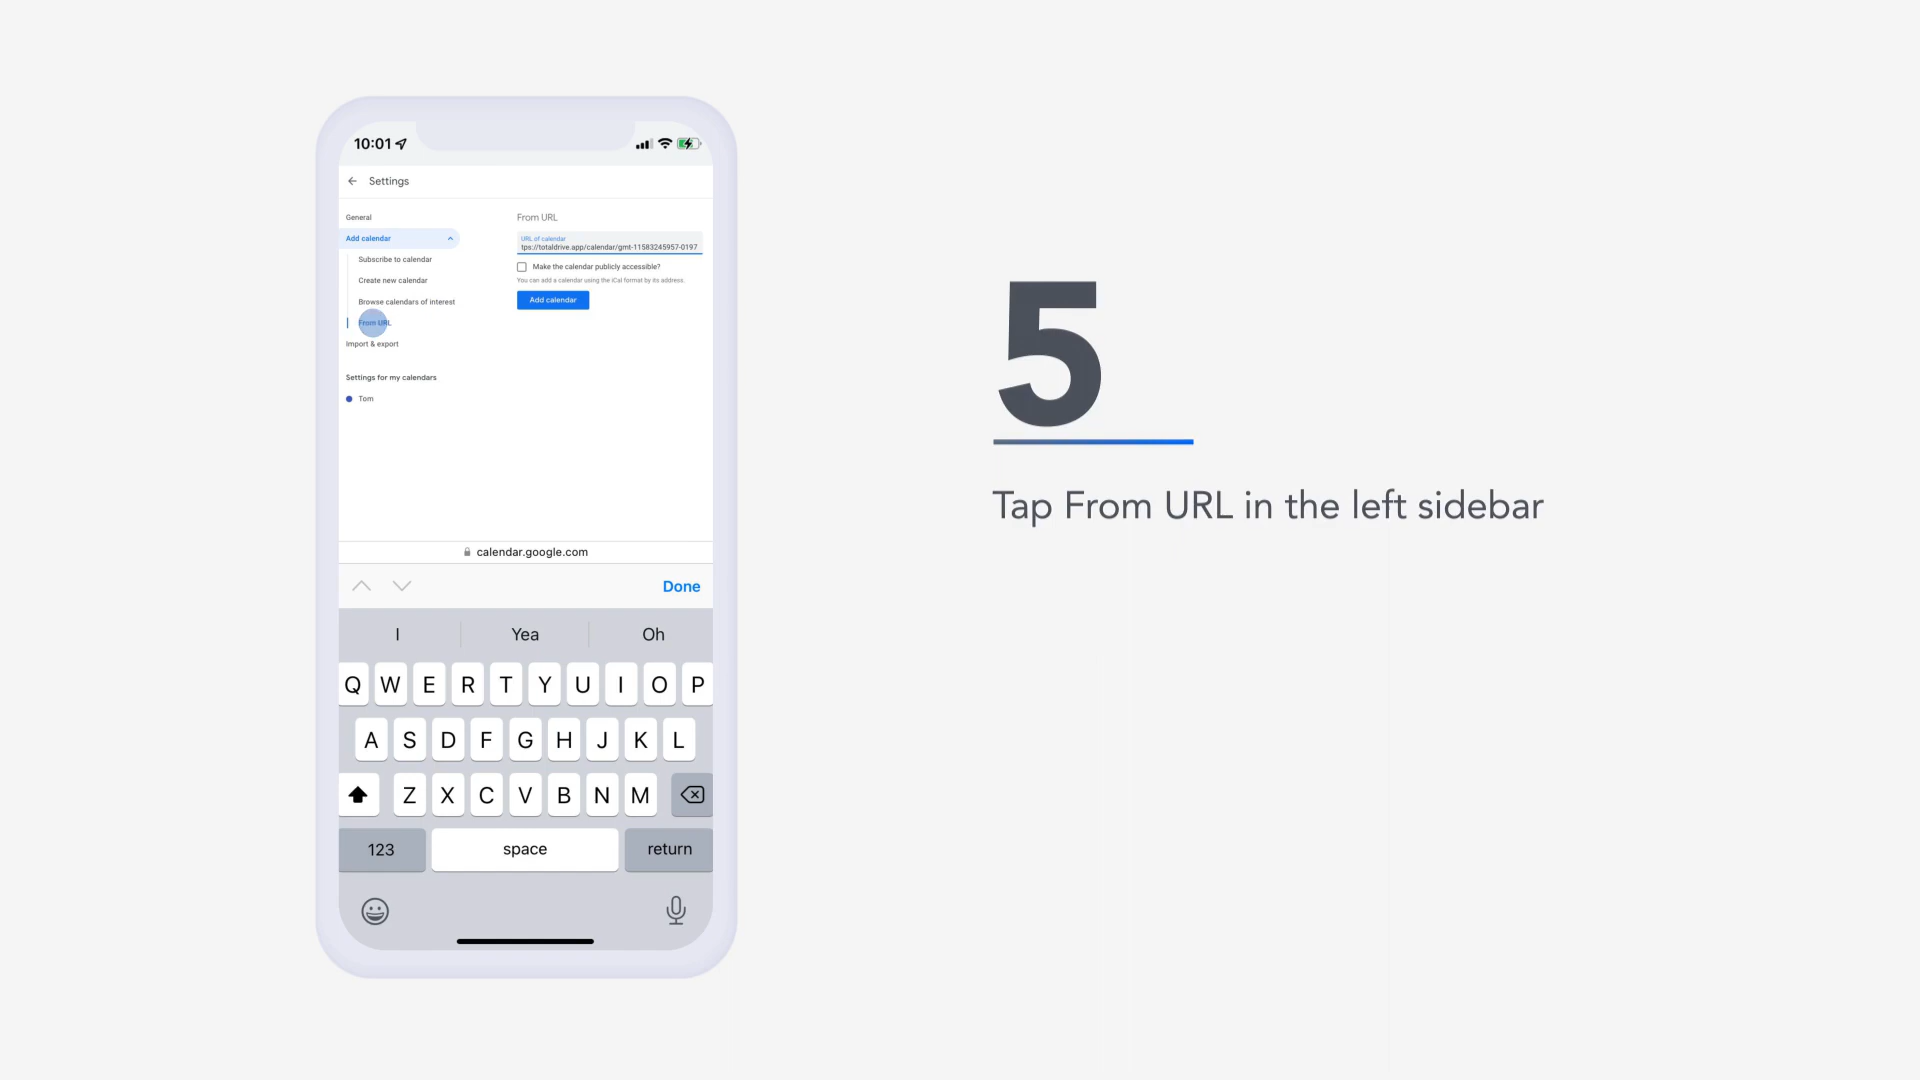 10:01
Settings
General
Add calendar
Subscribe to calendar
Create new calendar
Browse calendars of interest
From URL
Import & export
Settings for my calendars
Tom
From URL
URL of calendar
tps://totaldrive.app/calendar/gmt-11583245957-0197
Make the calendar publicly accessible?
You can add a calendar using the iCal format by its address.
Add calendar
calendar.google.com
Done
I Yea Oh
Q W E R T Y U I O P
A S D F G H J K L
Z X C V B N M
123 space return
5
Tap From URL in the left sidebar